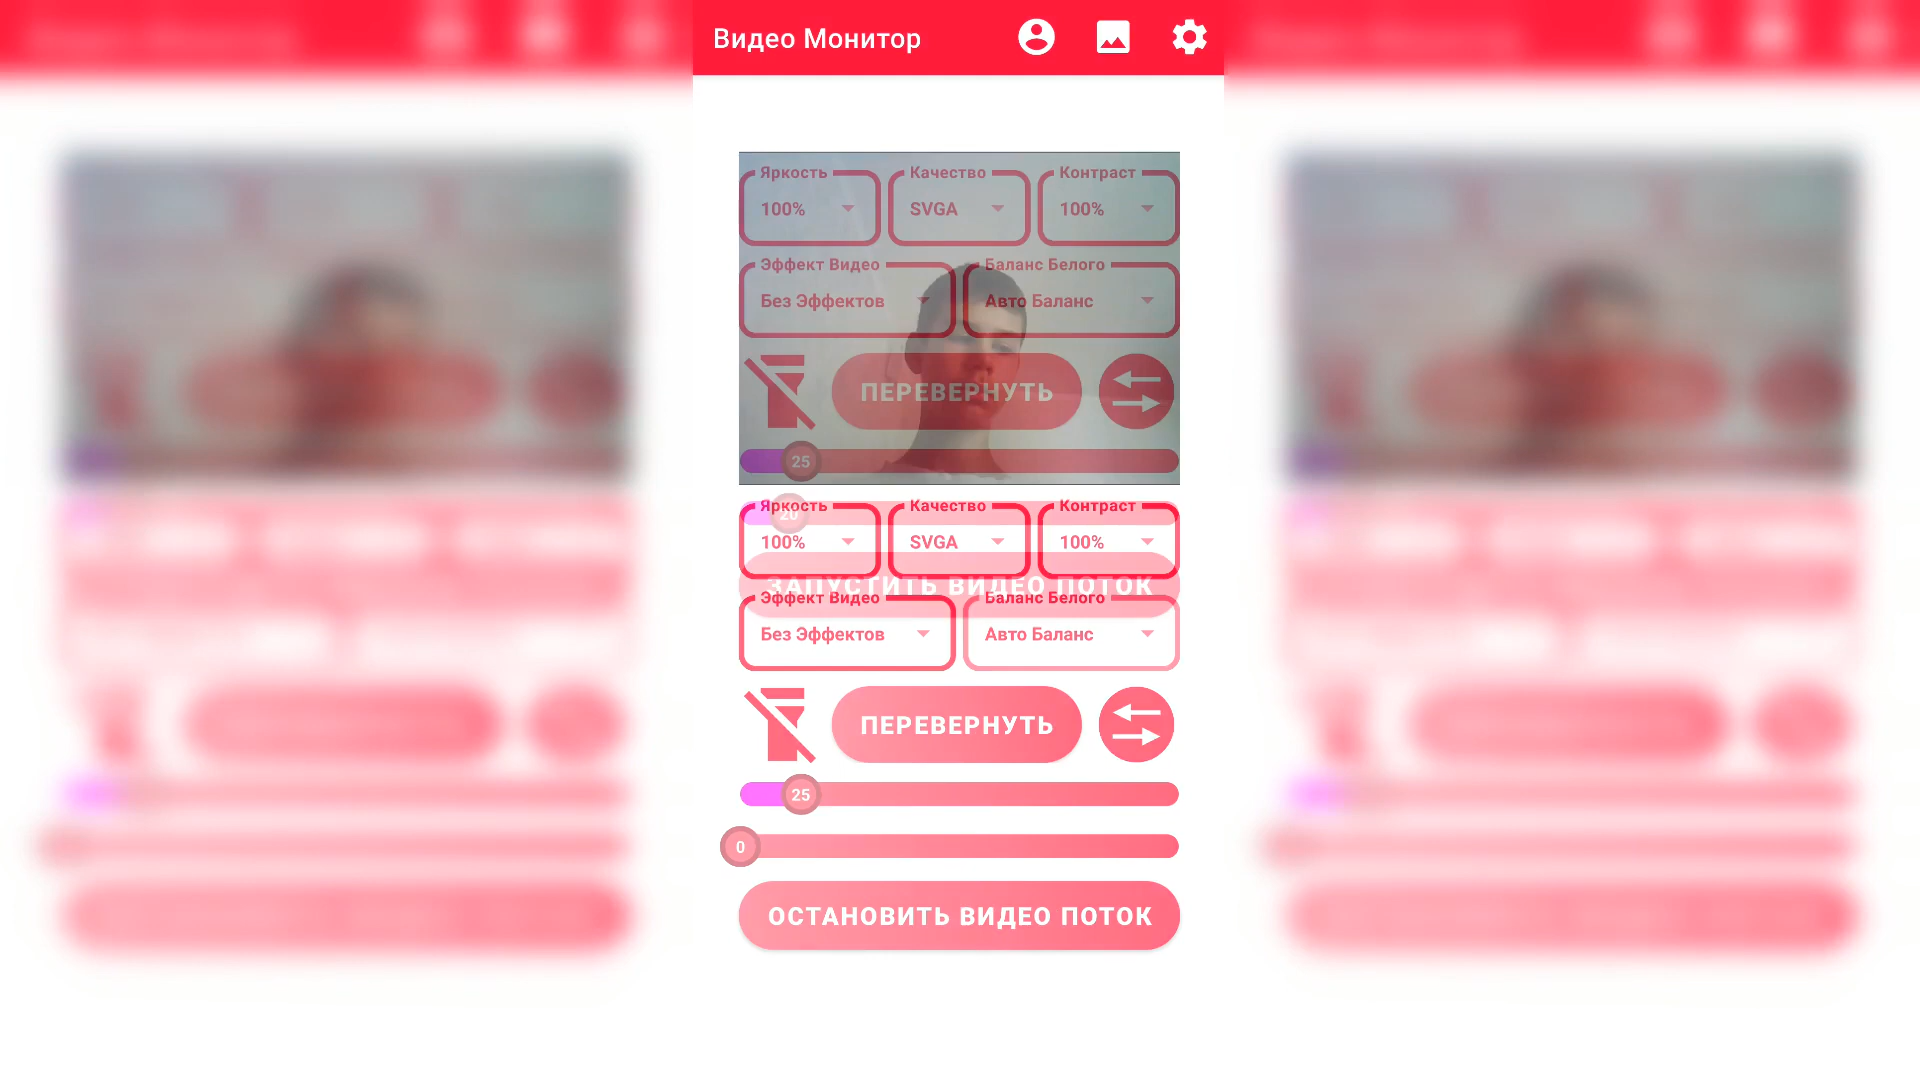 Видео Монитор
Яркость Качество Контраст
100% SVGA 100%
Эффект Видео Баланс Белого
Без Эффектов Авто Баланс
ПЕРЕВЕРНУТЬ
25
20
Яркость Качество Контраст
100% SVGA 100%
ЗАПУСТИТЬ ВИДЕО ПОТОК
Эффект Видео Баланс Белого
Без Эффектов Авто Баланс
ПЕРЕВЕРНУТЬ
25
0
ОСТАНОВИТЬ ВИДЕО ПОТОК